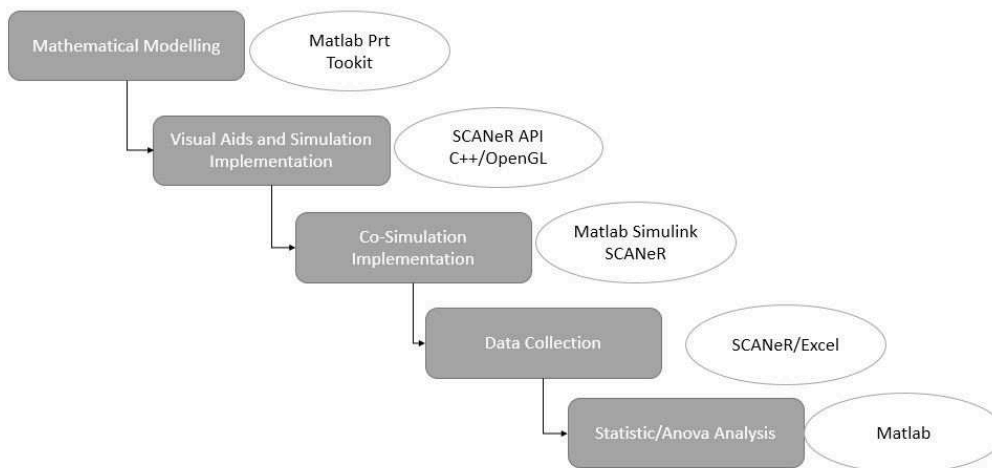 Mathematical Modelling
Matlab Prt
Tookit
Visual Aids and Simulation
Implementation
SCANeR API
C++/OpenGL
Co-Simulation
Implementation
Matlab Simulink
SCANeR
Data Collection
SCANeR/Excel
Statistic/Anova Analysis
Matlab